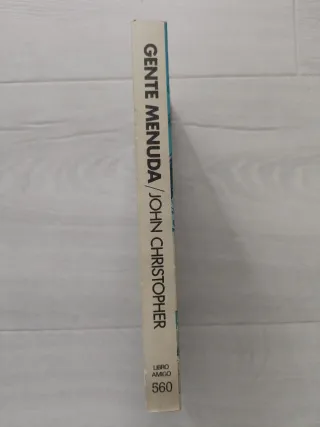 GENTE MENUDA/JOHN CHRISTOPHER
LIBRO
AMIGO
560